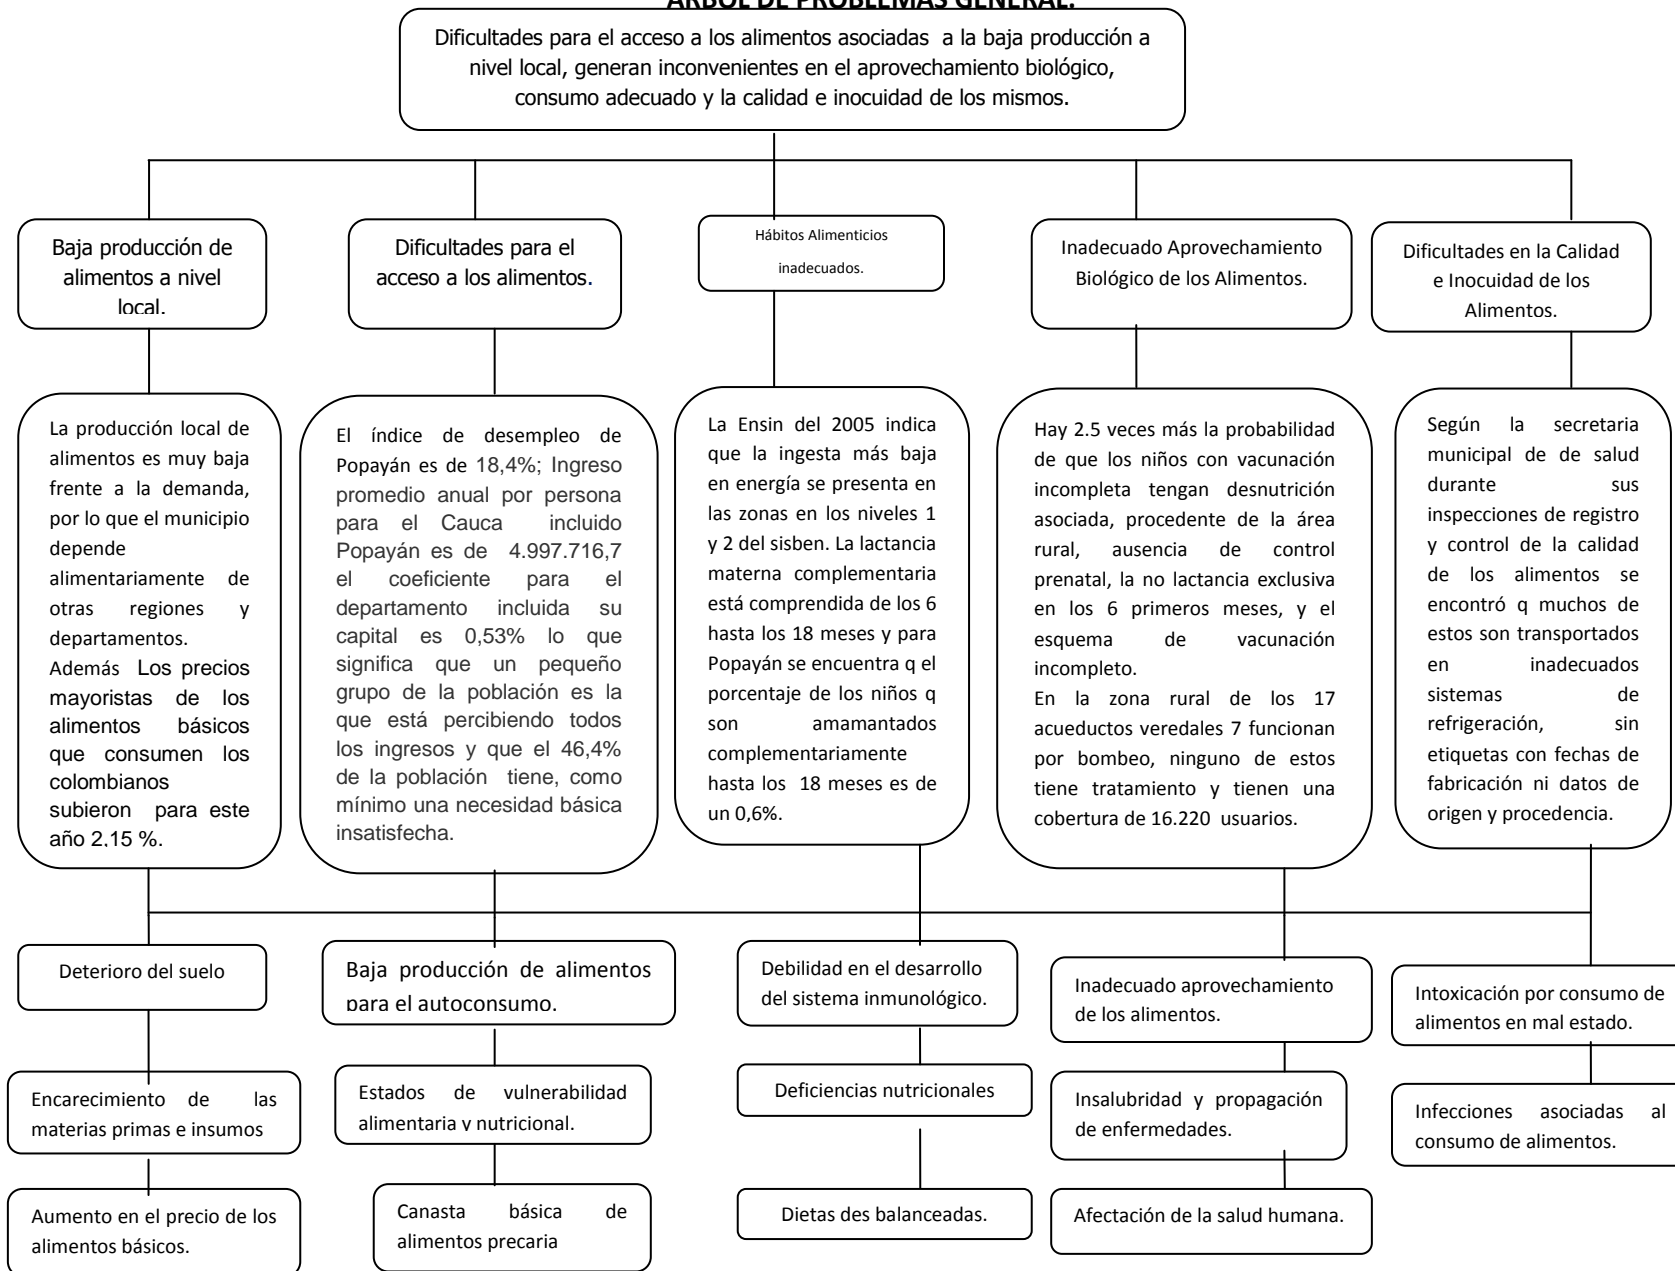 ÁRBOL DE PROBLEMAS GENERAL.
Dificultades para el acceso a los alimentos asociadas a la baja producción a
nivel local, generan inconvenientes en el aprovechamiento biológico,
consumo adecuado y la calidad e inocuidad de los mismos.
Baja producción de
alimentos a nivel
local.
Dificultades para el
acceso a los alimentos.
Hábitos Alimenticios
inadecuados.
Inadecuado Aprovechamiento
Biológico de los Alimentos.
Dificultades en la Calidad
e Inocuidad de los
Alimentos.
La producción local de
alimentos es muy baja
frente a la demanda,
por lo que el municipio
depende
alimentariamente de
otras regiones y
departamentos.
Además Los precios
mayoristas de los
alimentos básicos
que consumen los
colombianos
subieron para este
año 2,15 %.
El índice de desempleo de
Popayán es de 18,4%; Ingreso
promedio anual por persona
para el Cauca incluido
Popayán es de 4.997.716,7
el coeficiente para el
departamento incluida su
capital es 0,53% lo que
significa que un pequeño
grupo de la población es la
que está percibiendo todos
los ingresos y que el 46,4%
de la población tiene, como
mínimo una necesidad básica
insatisfecha.
La Ensin del 2005 indica
que la ingesta más baja
en energía se presenta en
las zonas en los niveles 1
y 2 del sisben. La lactancia
materna complementaria
está comprendida de los 6
hasta los 18 meses y para
Popayán se encuentra q el
porcentaje de los niños q
son amamantados
complementariamente
hasta los 18 meses es de
un 0,6%.
Hay 2.5 veces más la probabilidad
de que los niños con vacunación
incompleta tengan desnutrición
asociada, procedente de la área
rural, ausencia de control
prenatal, la no lactancia exclusiva
en los 6 primeros meses, y el
esquema de vacunación
incompleto.
En la zona rural de los 17
acueductos veredales 7 funcionan
por bombeo, ninguno de estos
tiene tratamiento y tienen una
cobertura de 16.220 usuarios.
Según la secretaria
municipal de de salud
durante sus
inspecciones de registro
y control de la calidad
de los alimentos se
encontró q muchos de
estos son transportados
en inadecuados
sistemas de
refrigeración, sin
etiquetas con fechas de
fabricación ni datos de
origen y procedencia.
Deterioro del suelo
Baja producción de alimentos
para el autoconsumo.
Debilidad en el desarrollo
del sistema inmunológico.
Inadecuado aprovechamiento
de los alimentos.
Intoxicación por consumo de
alimentos en mal estado.
Encarecimiento de las
materias primas e insumos
Estados de vulnerabilidad
alimentaria y nutricional.
Deficiencias nutricionales
Insalubridad y propagación
de enfermedades.
Infecciones asociadas al
consumo de alimentos.
Aumento en el precio de los
alimentos básicos.
Canasta básica de
alimentos precaria
Dietas des balanceadas.
Afectación de la salud humana.